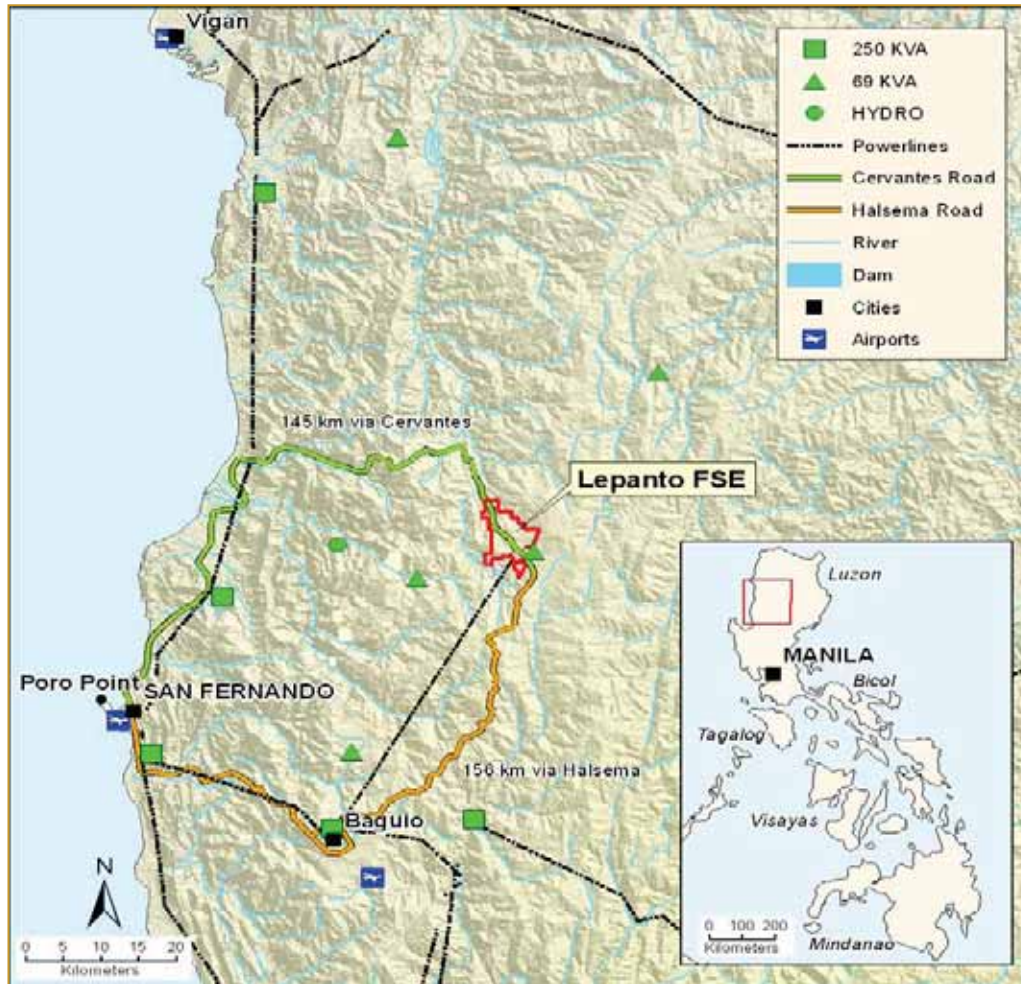 Vigan
250 KVA
69 KVA
HYDRO
Powerlines
Cervantes Road
Halsema Road
River
Dam
Cities
Airports
145 km via Cervantes
Lepanto FSE
Poro Point
SAN FERNANDO
156 km via Halsema
Baguio
N
0 5 10 15 20
Kilometers
Luzon
MANILA
Bicol
Tagalog
Visayas
0 100 200
Kilometers
Mindanao